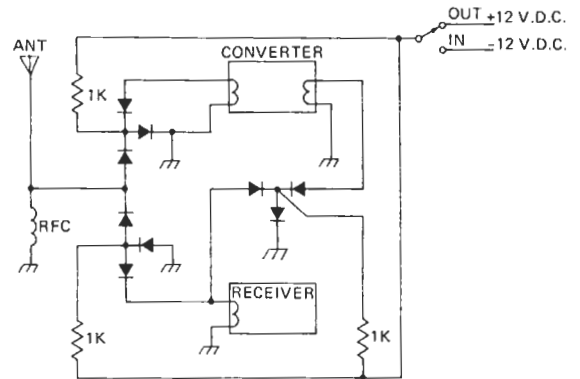 OUT +12 V.D.C.
ANT
IN -12 V.D.C.
CONVERTER
1K
RFC
RECEIVER
1K
1K